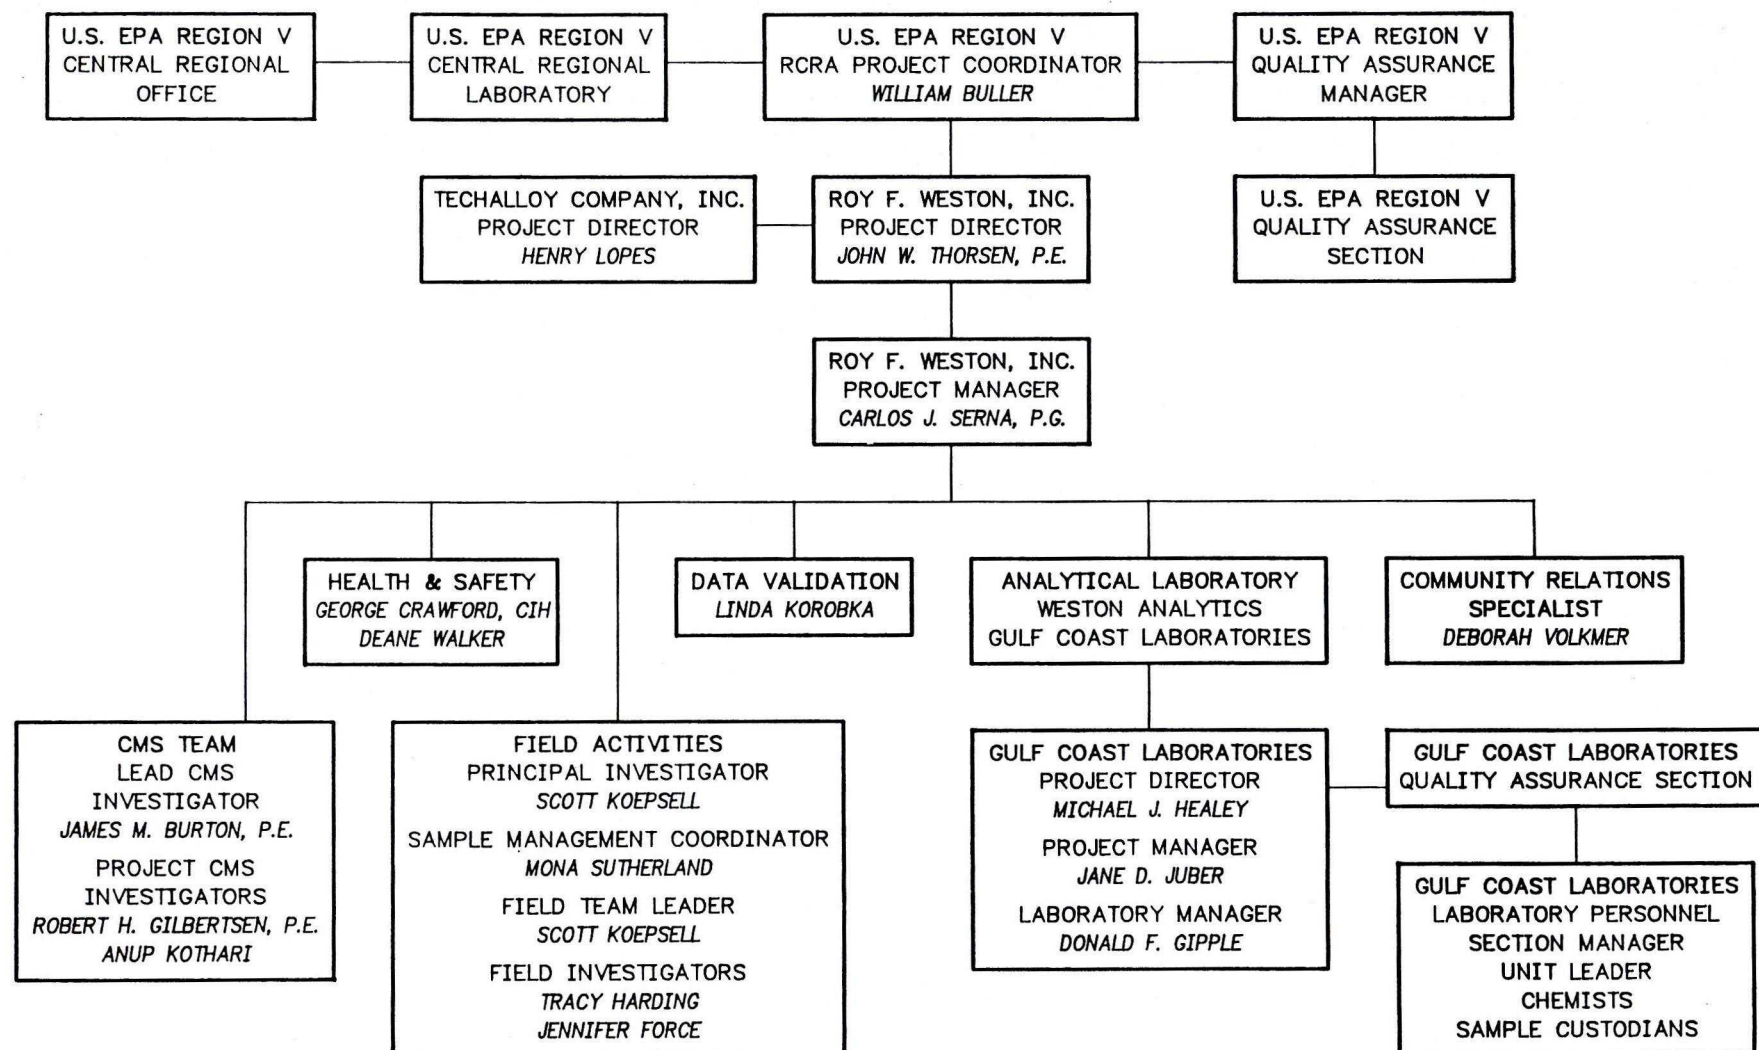 U.S. EPA REGION V
CENTRAL REGIONAL
OFFICE
U.S. EPA REGION V
CENTRAL REGIONAL
LABORATORY
U.S. EPA REGION V
RCRA PROJECT COORDINATOR
WILLIAM BULLER
U.S. EPA REGION V
QUALITY ASSURANCE
MANAGER
TECHALLOY COMPANY, INC.
PROJECT DIRECTOR
HENRY LOPES
ROY F. WESTON, INC.
PROJECT DIRECTOR
JOHN W. THORSEN, P.E.
U.S. EPA REGION V
QUALITY ASSURANCE
SECTION
ROY F. WESTON, INC.
PROJECT MANAGER
CARLOS J. SERNA, P.G.
HEALTH & SAFETY
GEORGE CRAWFORD, CIH
DEANE WALKER
DATA VALIDATION
LINDA KOROBKA
ANALYTICAL LABORATORY
WESTON ANALYTICS
GULF COAST LABORATORIES
COMMUNITY RELATIONS
SPECIALIST
DEBORAH VOLKMER
CMS TEAM
LEAD CMS
INVESTIGATOR
JAMES M. BURTON, P.E.
PROJECT CMS
INVESTIGATORS
ROBERT H. GILBERTSEN, P.E.
ANUP KOTHARI
FIELD ACTIVITIES
PRINCIPAL INVESTIGATOR
SCOTT KOEPSELL
SAMPLE MANAGEMENT COORDINATOR
MONA SUTHERLAND
FIELD TEAM LEADER
SCOTT KOEPSELL
FIELD INVESTIGATORS
TRACY HARDING
JENNIFER FORCE
GULF COAST LABORATORIES
PROJECT DIRECTOR
MICHAEL J. HEALEY
PROJECT MANAGER
JANE D. JUBER
LABORATORY MANAGER
DONALD F. GIPPLE
GULF COAST LABORATORIES
QUALITY ASSURANCE SECTION
GULF COAST LABORATORIES
LABORATORY PERSONNEL
SECTION MANAGER
UNIT LEADER
CHEMISTS
SAMPLE CUSTODIANS